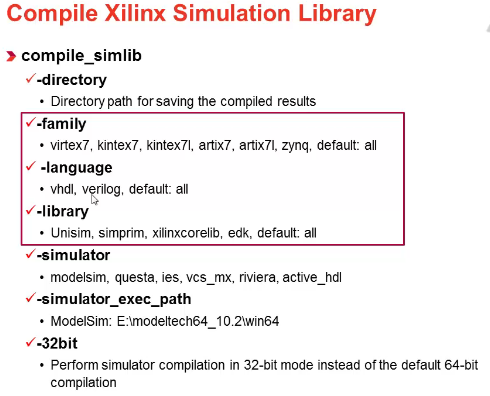 Compile Xilinx Simulation Library
compile_simlib
-directory
Directory path for saving the compiled results
-family
virtex7, kintex7, kintex7l, artix7, artix7l, zynq, default: all
-language
vhdl, verilog, default: all
-library
Unisim, simprim, xilinxcorelib, edk, default: all
-simulator
modelsim, questa, ies, vcs_mx, riviera, active_hdl
-simulator_exec_path
ModelSim: E:\modeltech64_10.2\win64
-32bit
Perform simulator compilation in 32-bit mode instead of the default 64-bit
compilation